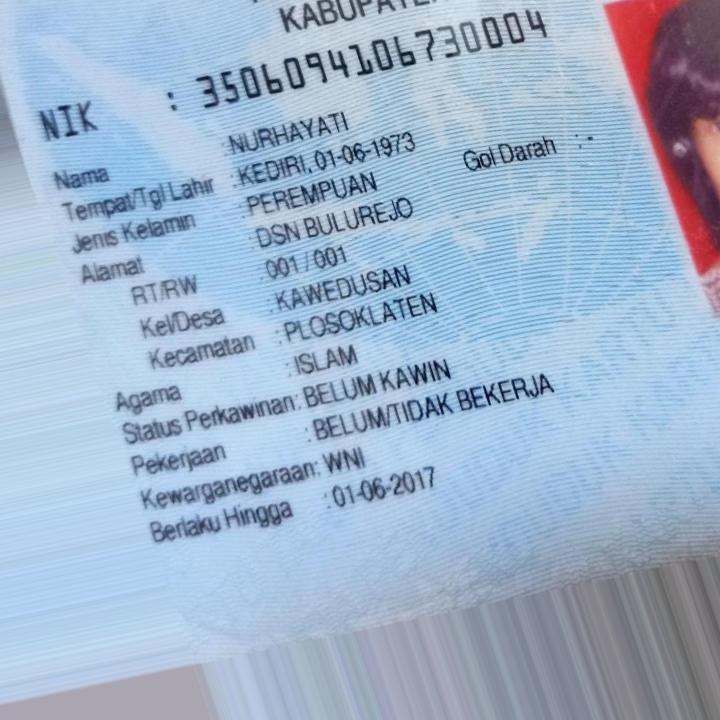 KABUPATE
NIK : 3506094106730004
Nama : NURHAYATI
Tempat/Tgl Lahir : KEDIRI, 01-06-1973
Jenis Kelamin : PEREMPUAN Gol Darah : -
Alamat : DSN BULUREJO
RT/RW : 001 / 001
Kel/Desa : KAWEDUSAN
Kecamatan : PLOSOKLATEN
Agama : ISLAM
Status Perkawinan: BELUM KAWIN
Pekerjaan : BELUM/TIDAK BEKERJA
Kewarganegaraan: WNI
Berlaku Hingga : 01-06-2017